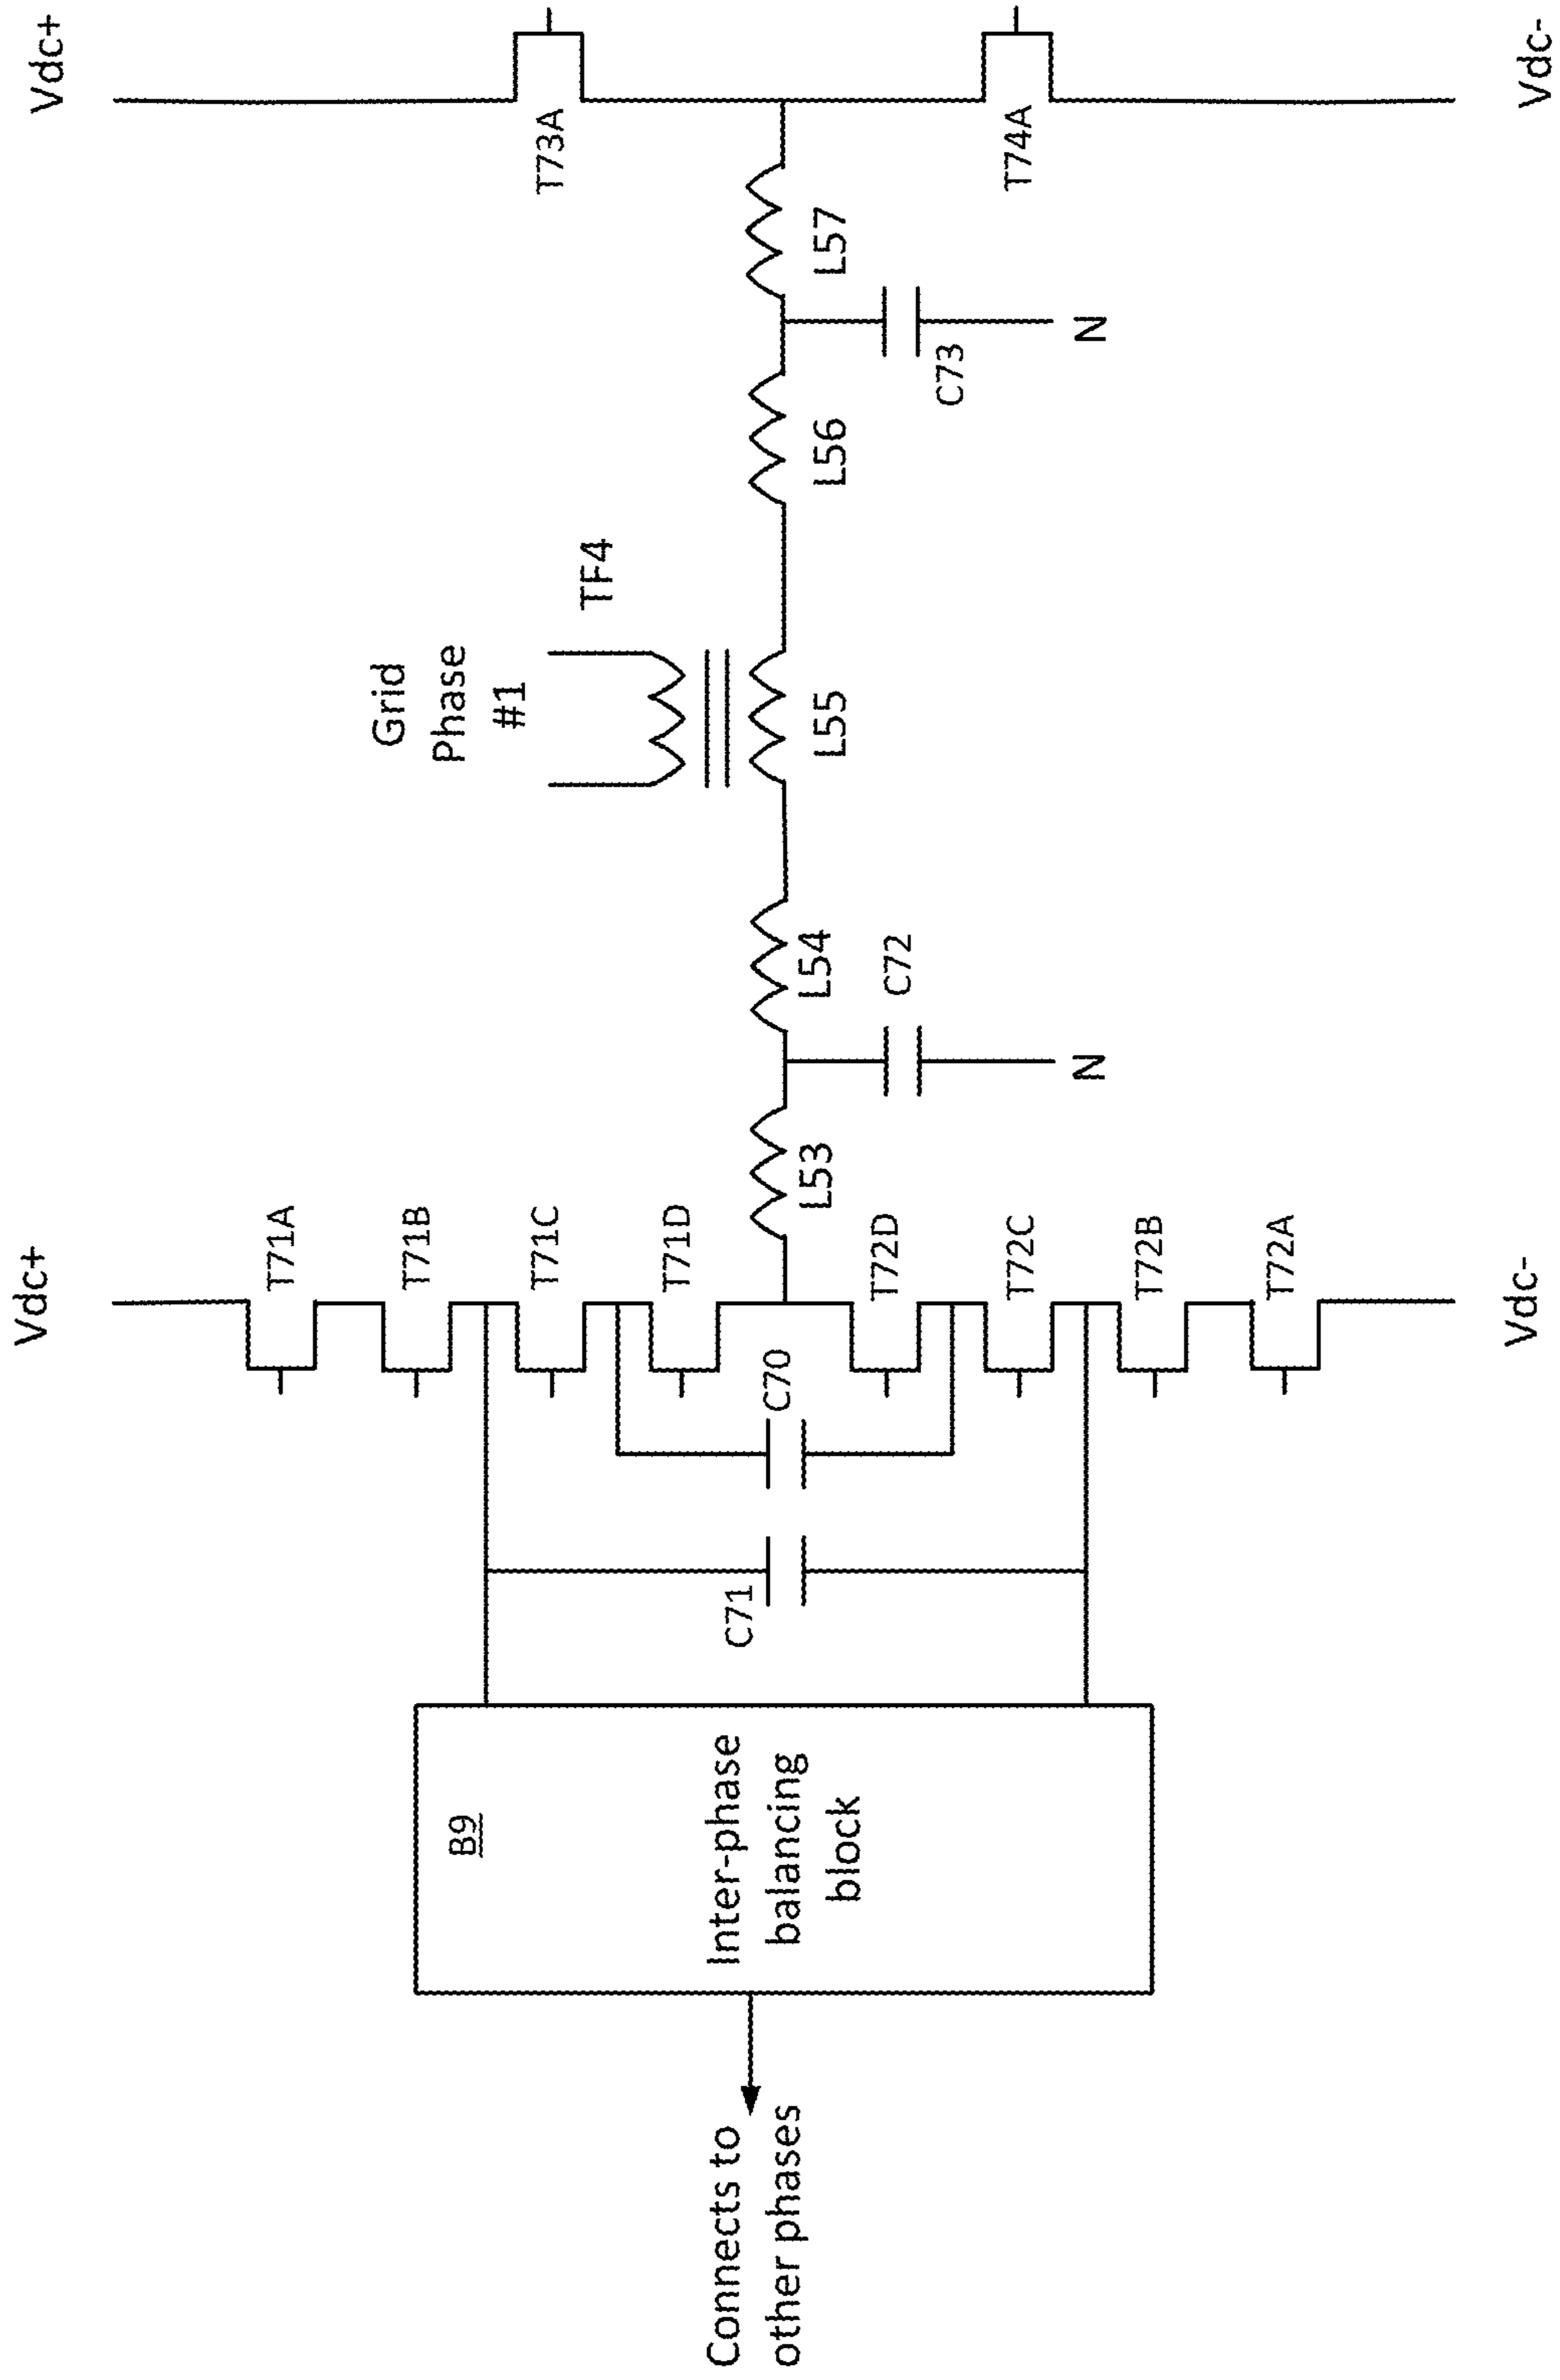 Vdc+
Vdc+
T71A
T71B
T71C
T71D
T72D
T72C
T72B
T72A
Vdc-
Vdc-
C70
C71
B9
Inter-phase
balancing
block
Connects to
other phases
L53
C72
N
L54
Grid
Phase
#1
TF4
L55
L56
C73
N
L57
T73A
T74A